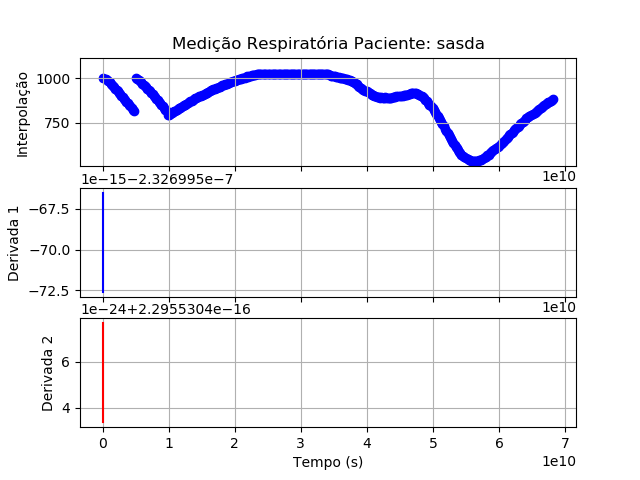 Medição Respiratória Paciente: sasda
1000
750
Interpolação
1e10
1e−15−2.326995e−7
−67.5
−70.0
−72.5
Derivada 1
1e10
1e−24+2.2955304e−16
6
4
Derivada 2
0 1 2 3 4 5 6 7
Tempo (s)
1e10